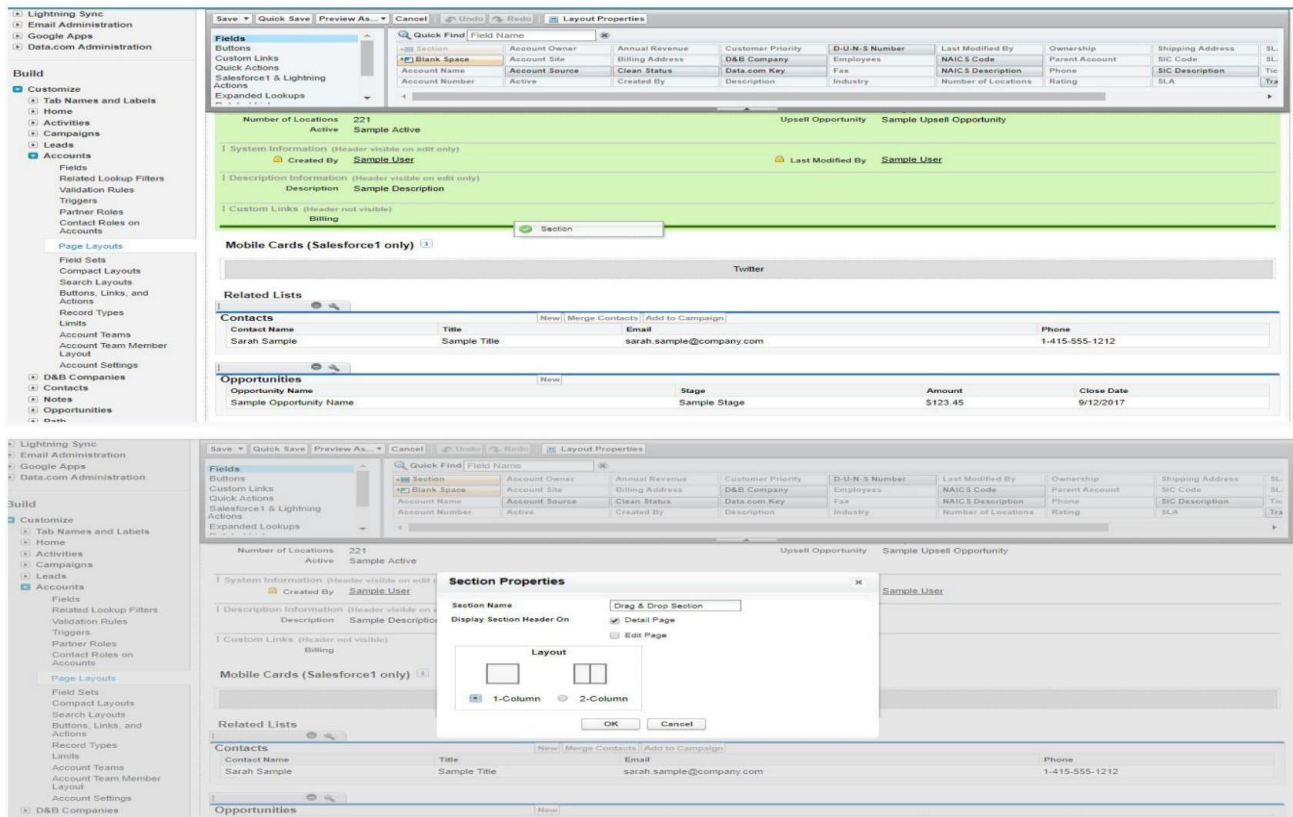 Lightning Sync
Email Administration
Google Apps
Data.com Administration
Build
Customize
Tab Names and Labels
Home
Activities
Campaigns
Leads
Accounts
Fields
Related Lookup Filters
Validation Rules
Triggers
Partner Roles
Contact Roles on
Accounts
Page Layouts
Field Sets
Compact Layouts
Search Layouts
Buttons, Links, and
Actions
Record Types
Limits
Account Teams
Account Team Member
Layout
Account Settings
D&B Companies
Contacts
Notes
Opportunities
Path
Save Quick Save Preview As... Cancel Undo Redo Layout Properties
Fields
Buttons
Custom Links
Quick Actions
Salesforce1 & Lightning
Actions
Expanded Lookups
Quick Find Field Name
Section Account Owner Annual Revenue Customer Priority D-U-N-S Number Last Modified By Ownership Shipping Address SL
Blank Space Account Site Billing Address D&B Company Employees NAICS Code Parent Account SIC Code SL
Account Name Account Source Clean Status Data.com Key Fax NAICS Description Phone SIC Description Tic
Account Number Active Created By Description Industry Number of Locations Rating SLA Tra
Number of Locations 221 Upsell Opportunity Sample Upsell Opportunity
Active Sample Active
System Information (Header visible on edit only)
Created By Sample User Last Modified By Sample User
Description Information (Header visible on edit only)
Description Sample Description
Custom Links (Header not visible)
Billing
Section
Mobile Cards (Salesforce1 only)
Twitter
Related Lists
Contacts New Merge Contacts Add to Campaign
Contact Name Title Email Phone
Sarah Sample Sample Title sarah.sample@company.com 1-415-555-1212
Opportunities New
Opportunity Name Stage Amount Close Date
Sample Opportunity Name Sample Stage $123.45 9/12/2017
Lightning Sync
Email Administration
Google Apps
Data.com Administration
Build
Customize
Tab Names and Labels
Home
Activities
Campaigns
Leads
Accounts
Fields
Related Lookup Filters
Validation Rules
Triggers
Partner Roles
Contact Roles on
Accounts
Page Layouts
Field Sets
Compact Layouts
Search Layouts
Buttons, Links, and
Actions
Record Types
Limits
Account Teams
Account Team Member
Layout
Account Settings
D&B Companies
Save Quick Save Preview As... Cancel Undo Redo Layout Properties
Fields
Buttons
Custom Links
Quick Actions
Salesforce1 & Lightning
Actions
Expanded Lookups
Quick Find Field Name
Section Account Owner Annual Revenue Customer Priority D-U-N-S Number Last Modified By Ownership Shipping Address SL
Blank Space Account Site Billing Address D&B Company Employees NAICS Code Parent Account SIC Code SL
Account Name Account Source Clean Status Data.com Key Fax NAICS Description Phone SIC Description Tic
Account Number Active Created By Description Industry Number of Locations Rating SLA Tra
Number of Locations 221 Upsell Opportunity Sample Upsell Opportunity
Active Sample Active
System Information (Header visible on edit
Created By Sample User Sample User
Description Information (Header visible on
Description Sample Descriptio
Custom Links (Header not visible)
Billing
Section Properties
Section Name Drag & Drop Section
Display Section Header On Detail Page
Edit Page
Layout
1-Column 2-Column
OK Cancel
Mobile Cards (Salesforce1 only)
Related Lists
Contacts New Merge Contacts Add to Campaign
Contact Name Title Email Phone
Sarah Sample Sample Title sarah.sample@company.com 1-415-555-1212
Opportunities New